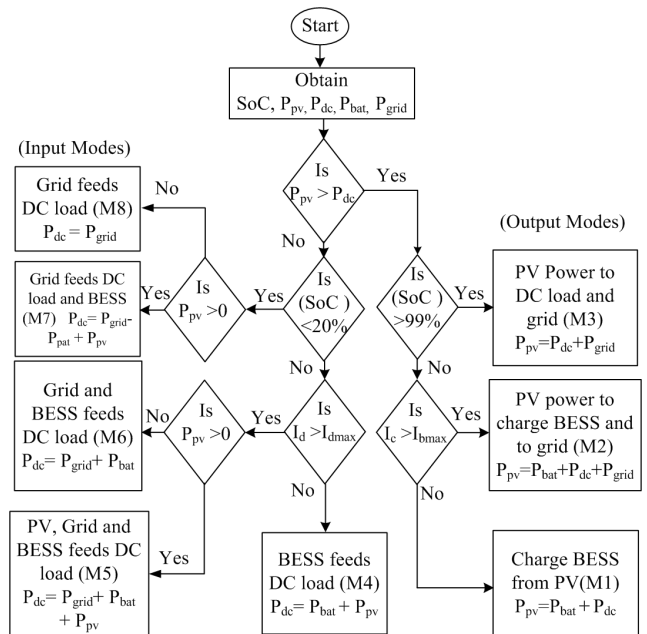 Start
Obtain
SoC, Ppv, Pdc, Pbat, Pgrid
(Input Modes)
Is
Ppv > Pdc
Yes
No
(Output Modes)
Grid feeds
DC load (M8)
Pdc = Pgrid
No
Is
Ppv >0
Yes
Grid feeds DC
load and BESS
(M7) Pdc= Pgrid-
Ppat + Ppv
Yes
Is
(SoC )
<20%
No
Is
(SoC )
>99%
Yes
No
PV Power to
DC load and
grid (M3)
Ppv=Pdc+Pgrid
Grid and
BESS feeds
DC load (M6)
Pdc= Pgrid+ Pbat
No
Is
Ppv >0
Yes
Yes
Is
Id >Idmax
No
Is
Ic >Ibmax
Yes
No
PV power to
charge BESS and
to grid (M2)
Ppv=Pbat+Pdc+Pgrid
PV, Grid and
BESS feeds DC
load (M5)
Pdc= Pgrid+ Pbat
+ Ppv
BESS feeds
DC load (M4)
Pdc= Pbat + Ppv
Charge BESS
from PV(M1)
Ppv=Pbat + Pdc